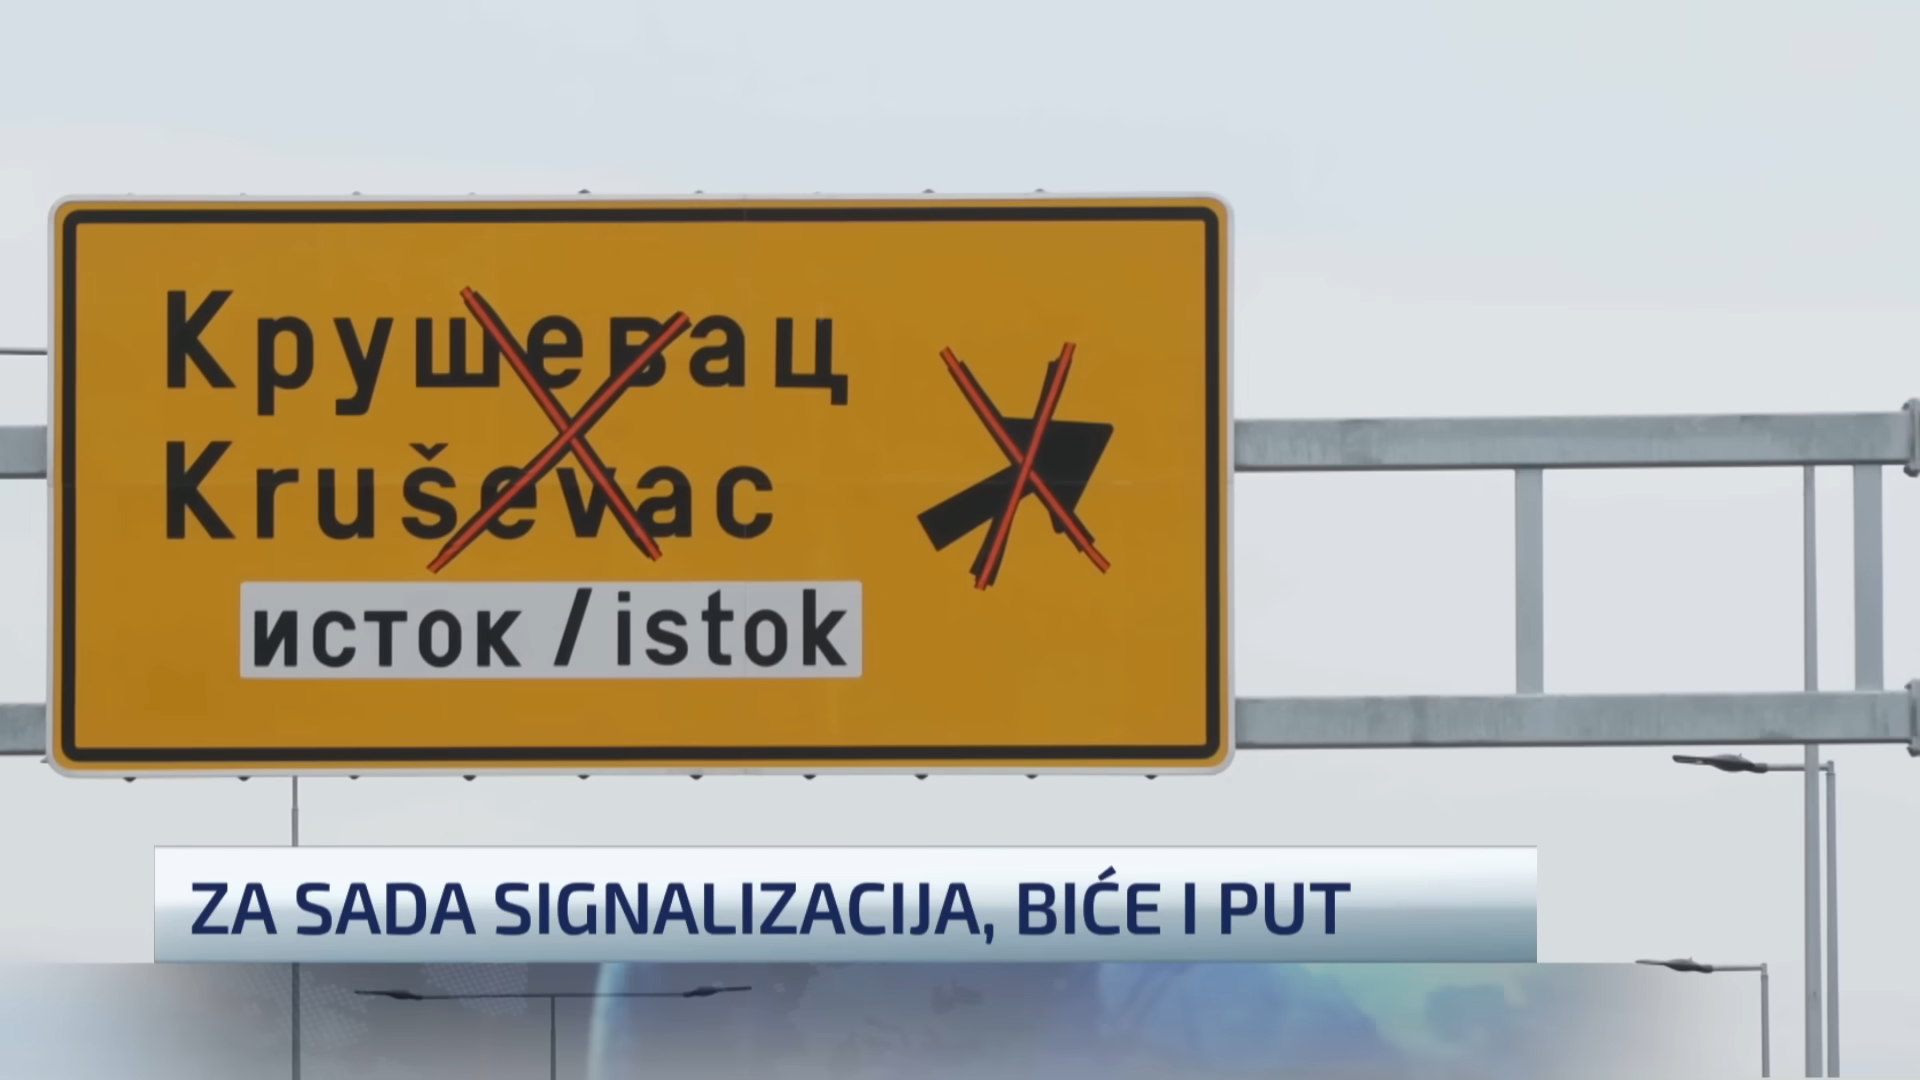 Крушевац
Kruševac
исток / istok
ZA SADA SIGNALIZACIJA, BIĆE I PUT